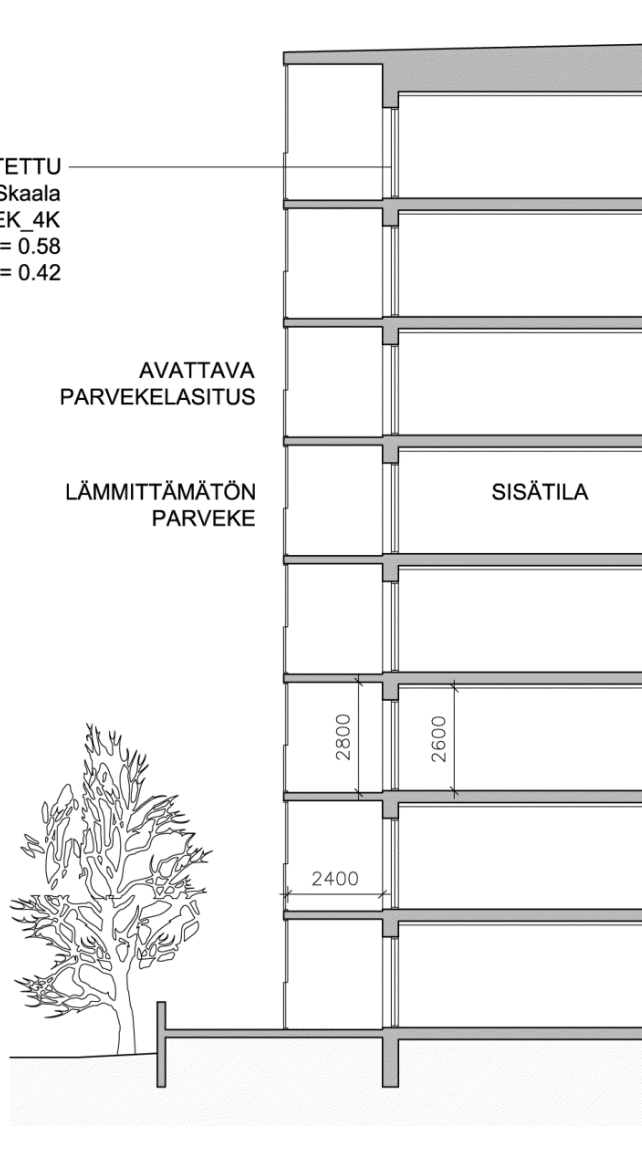 TETTU
Skaala
EK_4K
= 0.58
= 0.42
AVATTAVA
PARVEKELASITUS
LÄMMITTÄMÄTÖN
PARVEKE
SISÄTILA
2800
2600
2400